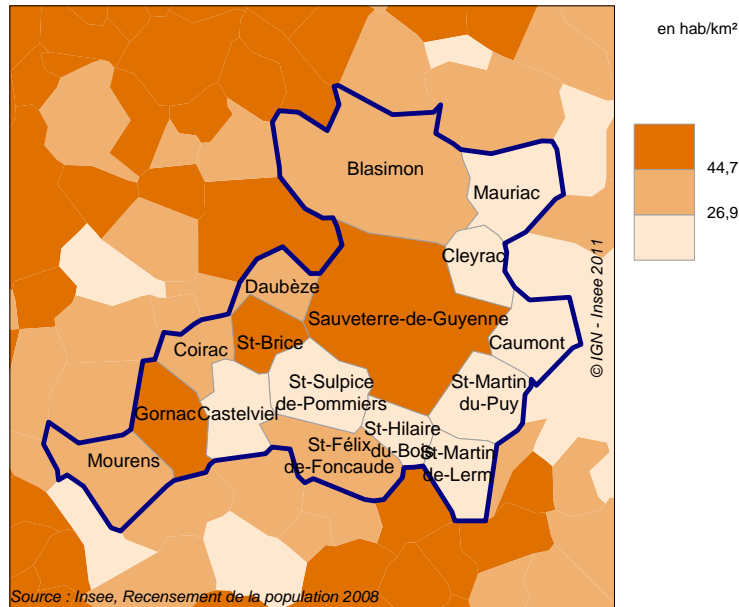 en hab/km²
44,7
26,9
Blasimon
Mauriac
Cleyrac
Daubèze
Sauveterre-de-Guyenne
St-Brice
Coirac
Caumont
St-Sulpice
de-Pommiers
St-Martin
du-Puy
Gornac
Castelviel
St-Hilaire
du-Bois
St-Félix
de-Foncaude
St-Martin
de-Lerm
Mourens
© IGN - Insee 2011
Source : Insee, Recensement de la population 2008